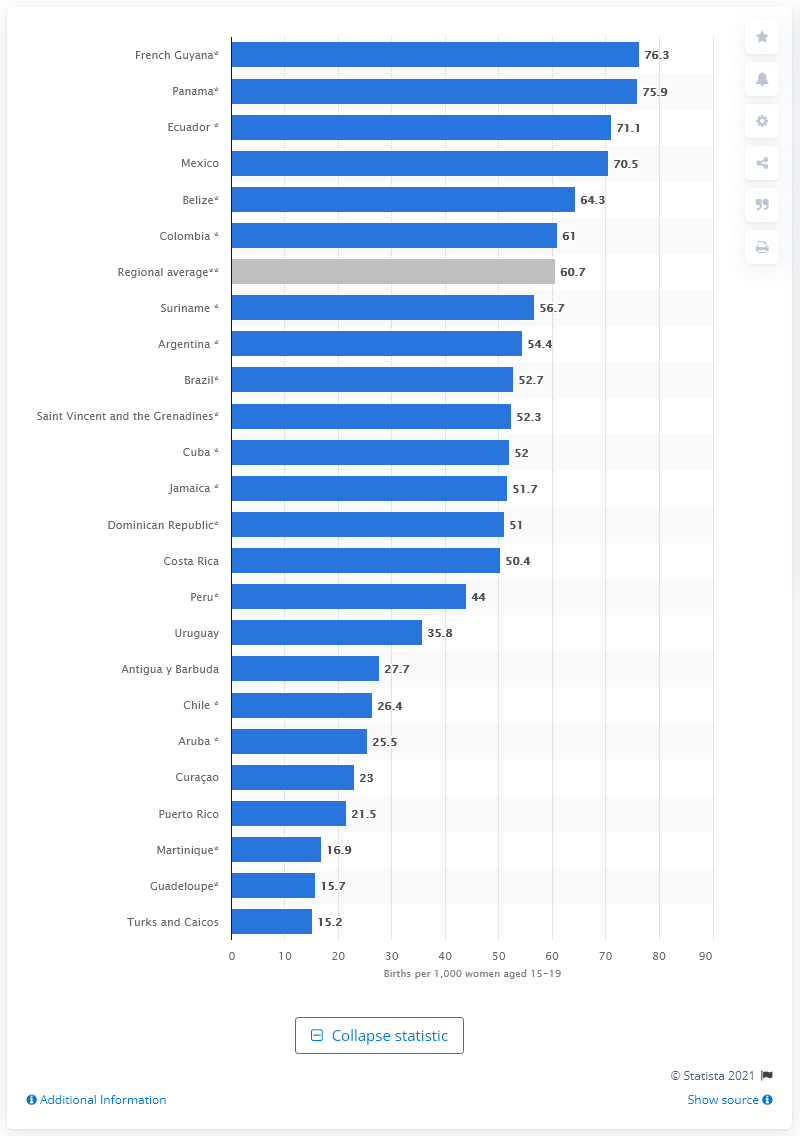 French Guyana* 76.3
Panama* 75.9
Ecuador * 71.1
Mexico 70.5
Belize* 64.3
Colombia * 61
Regional average** 60.7
Suriname * 56.7
Argentina * 54.4
Brazil* 52.7
Saint Vincent and the Grenadines* 52.3
Cuba * 52
Jamaica * 51.7
Dominican Republic* 51
Costa Rica 50.4
Peru* 44
Uruguay 35.8
Antigua y Barbuda 27.7
Chile * 26.4
Aruba * 25.5
Curaçao 23
Puerto Rico 21.5
Martinique* 16.9
Guadeloupe* 15.7
Turks and Caicos 15.2
0 10 20 30 40 50 60 70 80 90
Births per 1,000 women aged 15-19
Collapse statistic
© Statista 2021
Additional Information Show source